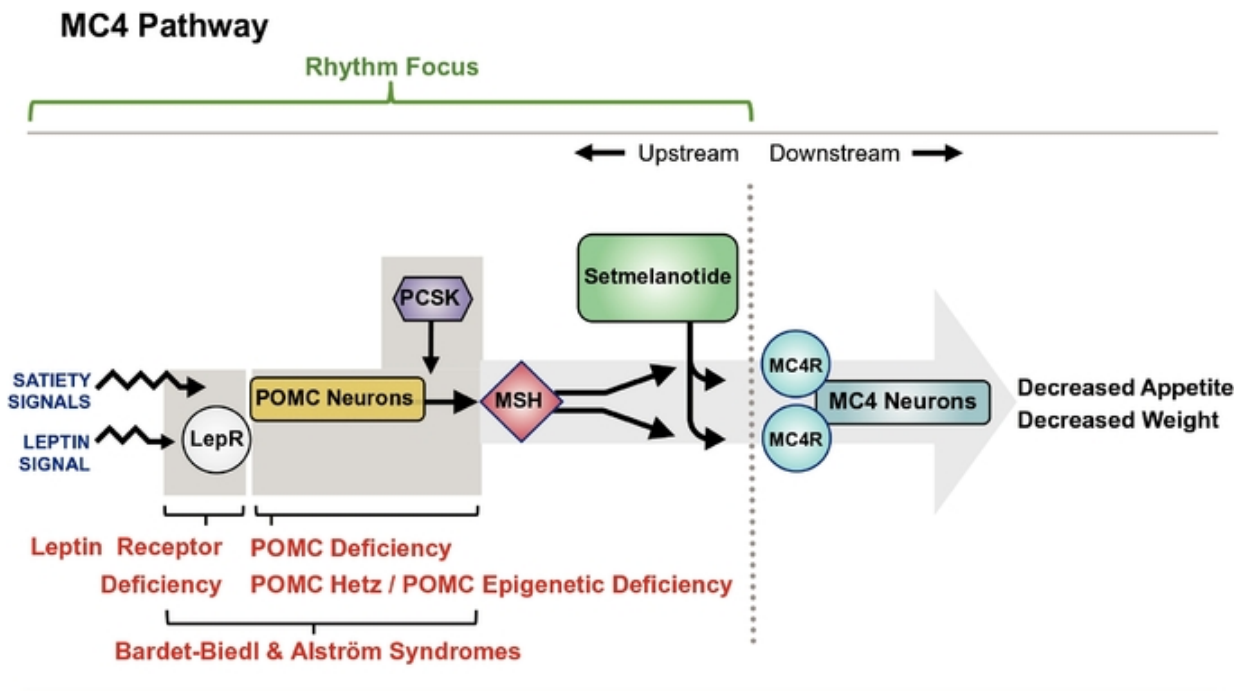 MC4 Pathway
Rhythm Focus
Upstream
Downstream
Setmelanotide
PCSK
SATIETY
SIGNALS
LEPTIN
SIGNAL
LepR
POMC Neurons
MSH
MC4R
MC4R
MC4 Neurons
Decreased Appetite
Decreased Weight
Leptin Receptor
Deficiency
POMC Deficiency
POMC Hetz / POMC Epigenetic Deficiency
Bardet-Biedl & Alström Syndromes